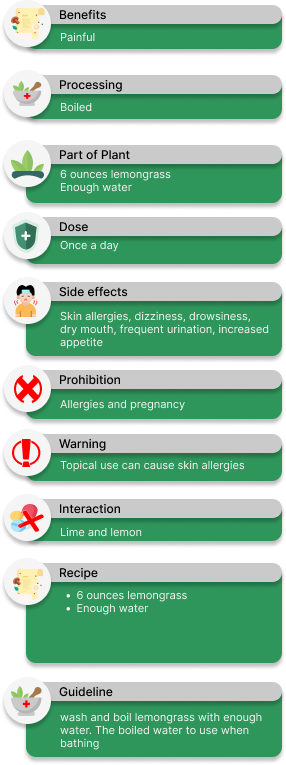 Benefits
Painful
Processing
Boiled
Part of Plant
6 ounces lemongrass
Enough water
Dose
Once a day
Side effects
Skin allergies, dizziness, drowsiness,
dry mouth, frequent urination, increased
appetite
Prohibition
Allergies and pregnancy
Warning
Topical use can cause skin allergies
Interaction
Lime and lemon
Recipe
• 6 ounces lemongrass
• Enough water
Guideline
wash and boil lemongrass with enough
water. The boiled water to use when
bathing